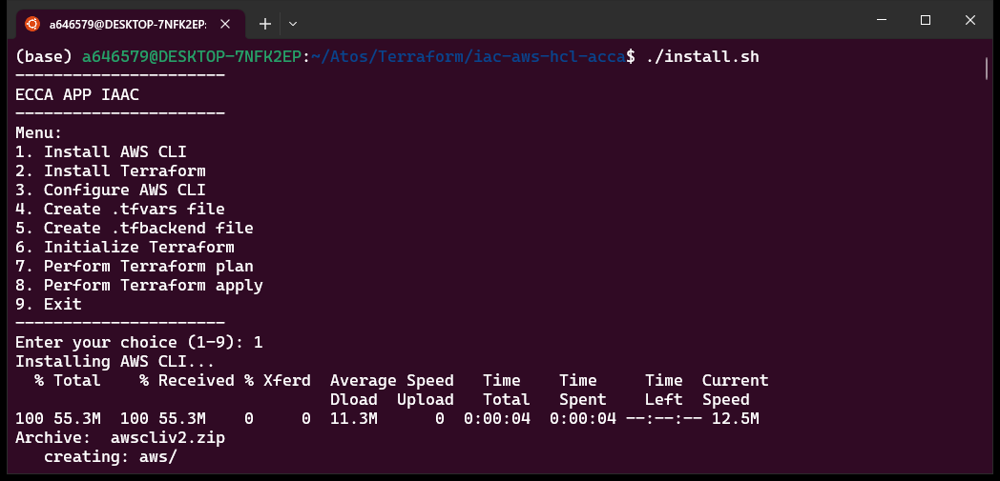 a646579@DESKTOP-7NFK2EP:
(base) a646579@DESKTOP-7NFK2EP:~/Atos/Terraform/iac-aws-hcl-acca$ ./install.sh
----------------------
ECCA APP IAAC
----------------------
Menu:
1. Install AWS CLI
2. Install Terraform
3. Configure AWS CLI
4. Create .tfvars file
5. Create .tfbackend file
6. Initialize Terraform
7. Perform Terraform plan
8. Perform Terraform apply
9. Exit
----------------------
Enter your choice (1-9): 1
Installing AWS CLI...
  % Total    % Received % Xferd  Average Speed   Time    Time     Time  Current
                                 Dload  Upload   Total   Spent    Left  Speed
100 55.3M  100 55.3M    0     0  11.3M      0  0:00:04  0:00:04 --:--:-- 12.5M
Archive:  awscliv2.zip
   creating: aws/